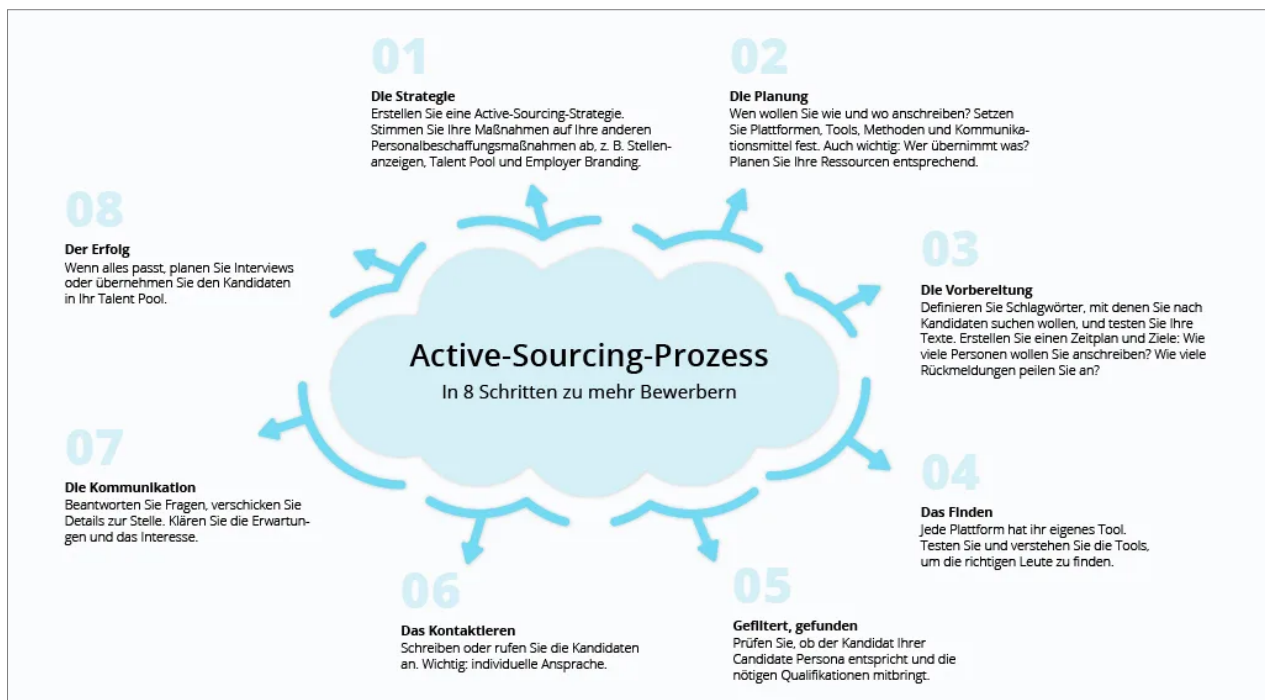 01
Die Strategie
Erstellen Sie eine Active-Sourcing-Strategie.
Stimmen Sie Ihre Maßnahmen auf Ihre anderen
Personalbeschaffungsmaßnahmen ab, z. B. Stellen-
anzeigen, Talent Pool und Employer Branding.
02
Die Planung
Wen wollen Sie wie und wo anschreiben? Setzen
Sie Plattformen, Tools, Methoden und Kommunika-
tionsmittel fest. Auch wichtig: Wer übernimmt was?
Planen Sie Ihre Ressourcen entsprechend.
03
Die Vorbereitung
Definieren Sie Schlagwörter, mit denen Sie nach
Kandidaten suchen wollen, und testen Sie Ihre
Texte. Erstellen Sie einen Zeitplan und Ziele: Wie
viele Personen wollen Sie anschreiben? Wie viele
Rückmeldungen peilen Sie an?
04
Das Finden
Jede Plattform hat ihr eigenes Tool.
Testen Sie und verstehen Sie die Tools,
um die richtigen Leute zu finden.
05
Gefiltert, gefunden
Prüfen Sie, ob der Kandidat Ihrer
Candidate Persona entspricht und die
nötigen Qualifikationen mitbringt.
06
Das Kontaktieren
Schreiben oder rufen Sie die Kandidaten
an. Wichtig: individuelle Ansprache.
07
Die Kommunikation
Beantworten Sie Fragen, verschicken Sie
Details zur Stelle. Klären Sie die Erwartun-
gen und das Interesse.
08
Der Erfolg
Wenn alles passt, planen Sie Interviews
oder übernehmen Sie den Kandidaten
in Ihr Talent Pool.
Active-Sourcing-Prozess
In 8 Schritten zu mehr Bewerbern